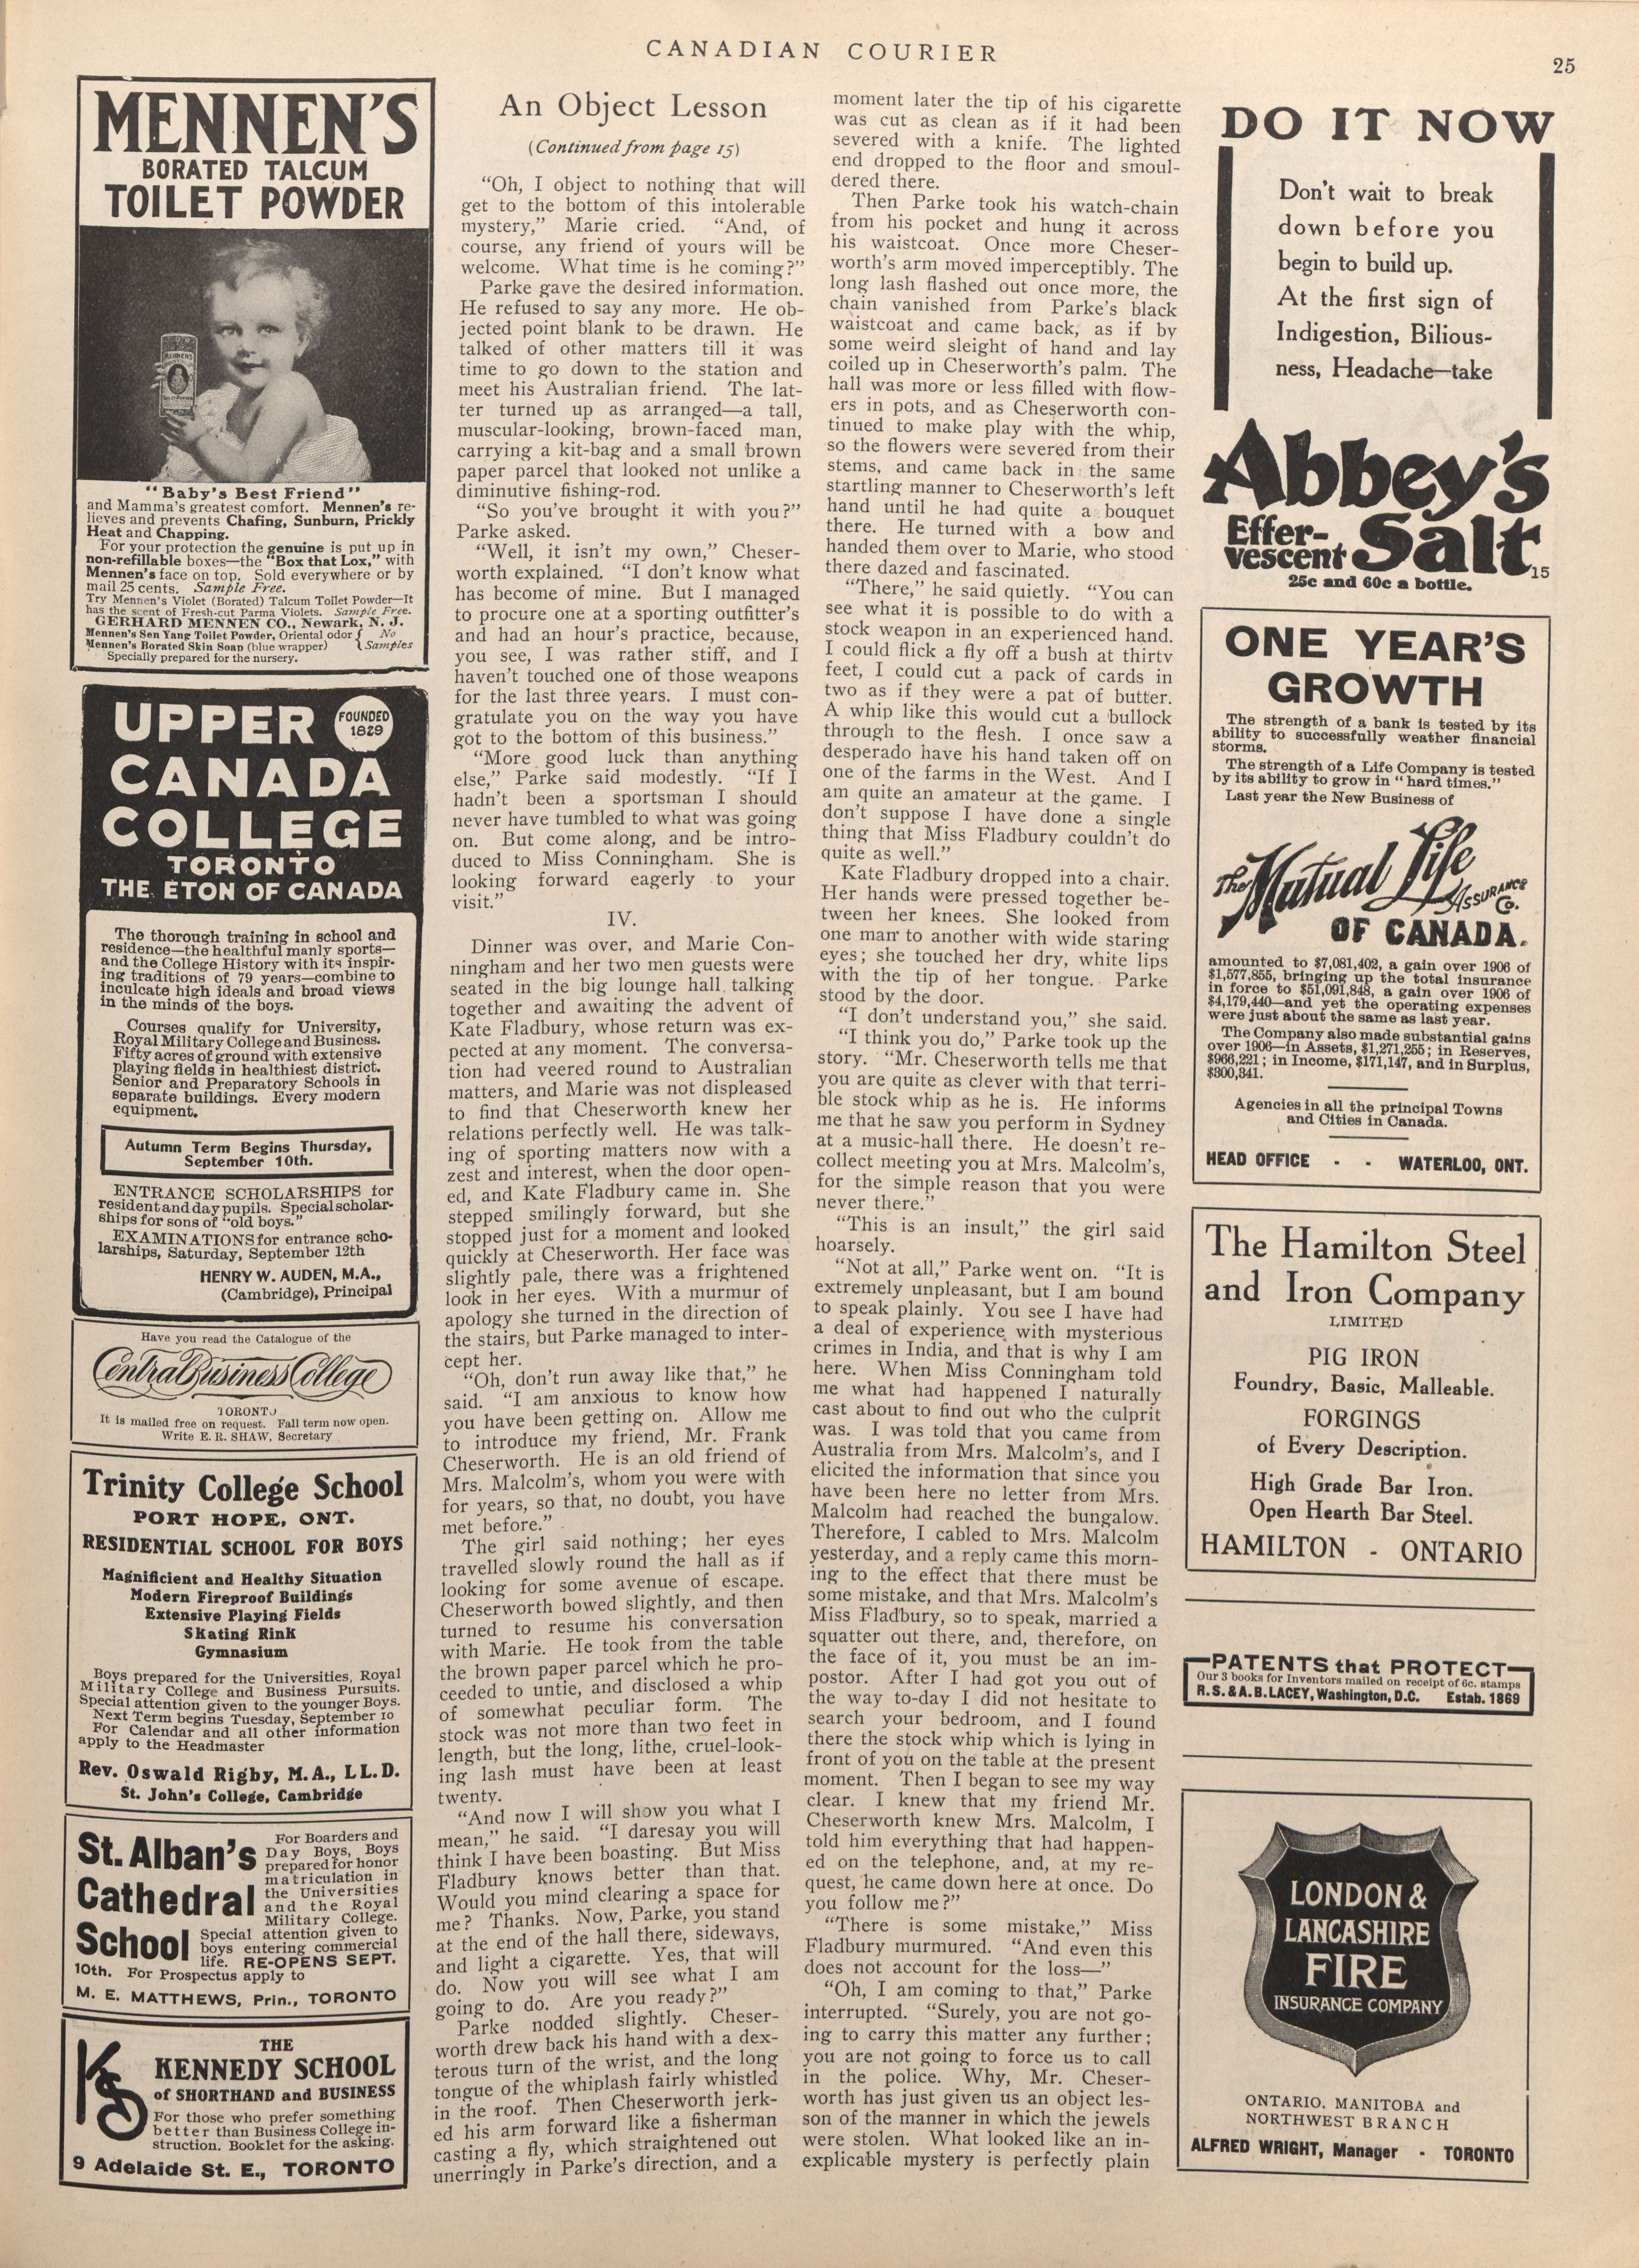 CANADIAN COURIER
25
MENNEN'S
BORATED TALCUM
TOILET POWDER
MENNEN'S
"Baby's Best Friend"
and Mamma's greatest comfort. Mennen's re-
lieves and prevents Chafing, Sunburn, Prickly
Heat and Chapping.
For your protection the genuine is put up in
non-refillable boxes—the "Box that Lox," with
Mennen's face on top. Sold everywhere or by
mail 25 cents. Sample Free.
Try Mennen's Violet (Borated) Talcum Toilet Powder—It
has the scent of Fresh-cut Parma Violets. Sample Free.
GERHARD MENNEN CO., Newark, N. J.
Mennen's Sen Yang Toilet Powder, Oriental odor { No
Mennen's Borated Skin Soap (blue wrapper) { Samples
Specially prepared for the nursery.
UPPER
FOUNDED
1829
CANADA
COLLEGE
TORONTO
THE ETON OF CANADA
The thorough training in school and
residence—the healthful manly sports—
and the College History with its inspir-
ing traditions of 79 years—combine to
inculcate high ideals and broad views
in the minds of the boys.
Courses qualify for University,
Royal Military College and Business.
Fifty acres of ground with extensive
playing fields in healthiest district.
Senior and Preparatory Schools in
separate buildings. Every modern
equipment.
Autumn Term Begins Thursday,
September 10th.
ENTRANCE SCHOLARSHIPS for
resident and day pupils. Special scholar-
ships for sons of "old boys."
EXAMINATIONS for entrance scho-
larships, Saturday, September 12th
HENRY W. AUDEN, M.A.,
(Cambridge), Principal
Have you read the Catalogue of the
Central Business College
TORONTO
It is mailed free on request. Fall term now open.
Write E. R. SHAW, Secretary
Trinity College School
PORT HOPE, ONT.
RESIDENTIAL SCHOOL FOR BOYS
Magnificient and Healthy Situation
Modern Fireproof Buildings
Extensive Playing Fields
Skating Rink
Gymnasium
Boys prepared for the Universities, Royal
Military College and Business Pursuits.
Special attention given to the younger Boys.
Next Term begins Tuesday, September 10
For Calendar and all other information
apply to the Headmaster
Rev. Oswald Rigby, M.A., LL.D.
St. John's College, Cambridge
St. Alban's
Cathedral
School
For Boarders and
Day Boys, Boys
prepared for honor
matriculation in
the Universities
and the Royal
Military College.
Special attention given to
boys entering commercial
life. RE-OPENS SEPT.
10th. For Prospectus apply to
M. E. MATTHEWS, Prin., TORONTO
KS
THE
KENNEDY SCHOOL
of SHORTHAND and BUSINESS
For those who prefer something
better than Business College in-
struction. Booklet for the asking.
9 Adelaide St. E., TORONTO
An Object Lesson
(Continued from page 15)
"Oh, I object to nothing that will
get to the bottom of this intolerable
mystery," Marie cried. "And, of
course, any friend of yours will be
welcome. What time is he coming?"
Parke gave the desired information.
He refused to say any more. He ob-
jected point blank to be drawn. He
talked of other matters till it was
time to go down to the station and
meet his Australian friend. The lat-
ter turned up as arranged—a tall,
muscular-looking, brown-faced man,
carrying a kit-bag and a small brown
paper parcel that looked not unlike a
diminutive fishing-rod.
"So you've brought it with you?"
Parke asked.
"Well, it isn't my own," Cheser-
worth explained. "I don't know what
has become of mine. But I managed
to procure one at a sporting outfitter's
and had an hour's practice, because,
you see, I was rather stiff, and I
haven't touched one of those weapons
for the last three years. I must con-
gratulate you on the way you have
got to the bottom of this business."
"More good luck than anything
else," Parke said modestly. "If I
hadn't been a sportsman I should
never have tumbled to what was going
on. But come along, and be intro-
duced to Miss Conningham. She is
looking forward eagerly to your
visit."
IV.
Dinner was over, and Marie Con-
ningham and her two men guests were
seated in the big lounge hall talking
together and awaiting the advent of
Kate Fladbury, whose return was ex-
pected at any moment. The conversa-
tion had veered round to Australian
matters, and Marie was not displeased
to find that Cheserworth knew her
relations perfectly well. He was talk-
ing of sporting matters now with a
zest and interest, when the door open-
ed, and Kate Fladbury came in. She
stepped smilingly forward, but she
stopped just for a moment and looked
quickly at Cheserworth. Her face was
slightly pale, there was a frightened
look in her eyes. With a murmur of
apology she turned in the direction of
the stairs, but Parke managed to inter-
cept her.
"Oh, don't run away like that," he
said. "I am anxious to know how
you have been getting on. Allow me
to introduce my friend, Mr. Frank
Cheserworth. He is an old friend of
Mrs. Malcolm's, whom you were with
for years, so that, no doubt, you have
met before."
The girl said nothing; her eyes
travelled slowly round the hall as if
looking for some avenue of escape.
Cheserworth bowed slightly, and then
turned to resume his conversation
with Marie. He took from the table
the brown paper parcel which he pro-
ceeded to untie, and disclosed a whip
of somewhat peculiar form. The
stock was not more than two feet in
length, but the long, lithe, cruel-look-
ing lash must have been at least
twenty.
"And now I will show you what I
mean," he said. "I daresay you will
think I have been boasting. But Miss
Fladbury knows better than that.
Would you mind clearing a space for
me? Thanks. Now, Parke, you stand
at the end of the hall there, sideways,
and light a cigarette. Yes, that will
do. Now you will see what I am
going to do. Are you ready?"
Parke nodded slightly. Cheser-
worth drew back his hand with a dex-
terous turn of the wrist, and the long
tongue of the whiplash fairly whistled
in the roof. Then Cheserworth jerk-
ed his arm forward like a fisherman
casting a fly, which straightened out
unerringly in Parke's direction, and a
moment later the tip of his cigarette
was cut as clean as if it had been
severed with a knife. The lighted
end dropped to the floor and smoul-
dered there.
Then Parke took his watch-chain
from his pocket and hung it across
his waistcoat. Once more Cheser-
worth's arm moved imperceptibly. The
long lash flashed out once more, the
chain vanished from Parke's black
waistcoat and came back, as if by
some weird sleight of hand and lay
coiled up in Cheserworth's palm. The
hall was more or less filled with flow-
ers in pots, and as Cheserworth con-
tinued to make play with the whip,
so the flowers were severed from their
stems, and came back in the same
startling manner to Cheserworth's left
hand until he had quite a bouquet
there. He turned with a bow and
handed them over to Marie, who stood
there dazed and fascinated.
"There," he said quietly. "You can
see what it is possible to do with a
stock weapon in an experienced hand.
I could flick a fly off a bush at thirtv
feet, I could cut a pack of cards in
two as if they were a pat of butter.
A whip like this would cut a bullock
through to the flesh. I once saw a
desperado have his hand taken off on
one of the farms in the West. And I
am quite an amateur at the game. I
don't suppose I have done a single
thing that Miss Fladbury couldn't do
quite as well."
Kate Fladbury dropped into a chair.
Her hands were pressed together be-
tween her knees. She looked from
one man to another with wide staring
eyes; she touched her dry, white lips
with the tip of her tongue. Parke
stood by the door.
"I don't understand you," she said.
"I think you do," Parke took up the
story. "Mr. Cheserworth tells me that
you are quite as clever with that terri-
ble stock whip as he is. He informs
me that he saw you perform in Sydney
at a music-hall there. He doesn't re-
collect meeting you at Mrs. Malcolm's,
for the simple reason that you were
never there."
"This is an insult," the girl said
hoarsely.
"Not at all," Parke went on. "It is
extremely unpleasant, but I am bound
to speak plainly. You see I have had
a deal of experience with mysterious
crimes in India, and that is why I am
here. When Miss Conningham told
me what had happened I naturally
cast about to find out who the culprit
was. I was told that you came from
Australia from Mrs. Malcolm's, and I
elicited the information that since you
have been here no letter from Mrs.
Malcolm had reached the bungalow.
Therefore, I cabled to Mrs. Malcolm
yesterday, and a reply came this morn-
ing to the effect that there must be
some mistake, and that Mrs. Malcolm's
Miss Fladbury, so to speak, married a
squatter out there, and, therefore, on
the face of it, you must be an im-
postor. After I had got you out of
the way to-day I did not hesitate to
search your bedroom, and I found
there the stock whip which is lying in
front of you on the table at the present
moment. Then I began to see my way
clear. I knew that my friend Mr.
Cheserworth knew Mrs. Malcolm, I
told him everything that had happen-
ed on the telephone, and, at my re-
quest, he came down here at once. Do
you follow me?"
"There is some mistake," Miss
Fladbury murmured. "And even this
does not account for the loss—"
"Oh, I am coming to that," Parke
interrupted. "Surely, you are not go-
ing to carry this matter any further;
you are not going to force us to call
in the police. Why, Mr. Cheser-
worth has just given us an object les-
son of the manner in which the jewels
were stolen. What looked like an in-
explicable mystery is perfectly plain
DO IT NOW
Don't wait to break
down before you
begin to build up.
At the first sign of
Indigestion, Bilious-
ness, Headache—take
Abbey's
Effer-
vescent Salt
15
25c and 60c a bottle.
ONE YEAR'S
GROWTH
The strength of a bank is tested by its
ability to successfully weather financial
storms.
The strength of a Life Company is tested
by its ability to grow in "hard times."
Last year the New Business of
The Mutual Life
Assurance
Co.
OF CANADA.
amounted to $7,081,402, a gain over 1906 of
$1,577,855, bringing up the total insurance
in force to $51,091,848, a gain over 1906 of
$4,179,440—and yet the operating expenses
were just about the same as last year.
The Company also made substantial gains
over 1906—in Assets, $1,271,255; in Reserves,
$966,221; in Income, $171,147, and in Surplus,
$300,341.
Agencies in all the principal Towns
and Cities in Canada.
HEAD OFFICE - - WATERLOO, ONT.
The Hamilton Steel
and Iron Company
LIMITED
PIG IRON
Foundry, Basic, Malleable.
FORGINGS
of Every Description.
High Grade Bar Iron.
Open Hearth Bar Steel.
HAMILTON - ONTARIO
PATENTS that PROTECT
Our 3 books for Inventors mailed on receipt of 6c. stamps
R. S. & A. B. LACEY, Washington, D.C. Estab. 1869
LONDON &
LANCASHIRE
FIRE
INSURANCE COMPANY
ONTARIO, MANITOBA and
NORTHWEST BRANCH
ALFRED WRIGHT, Manager - TORONTO